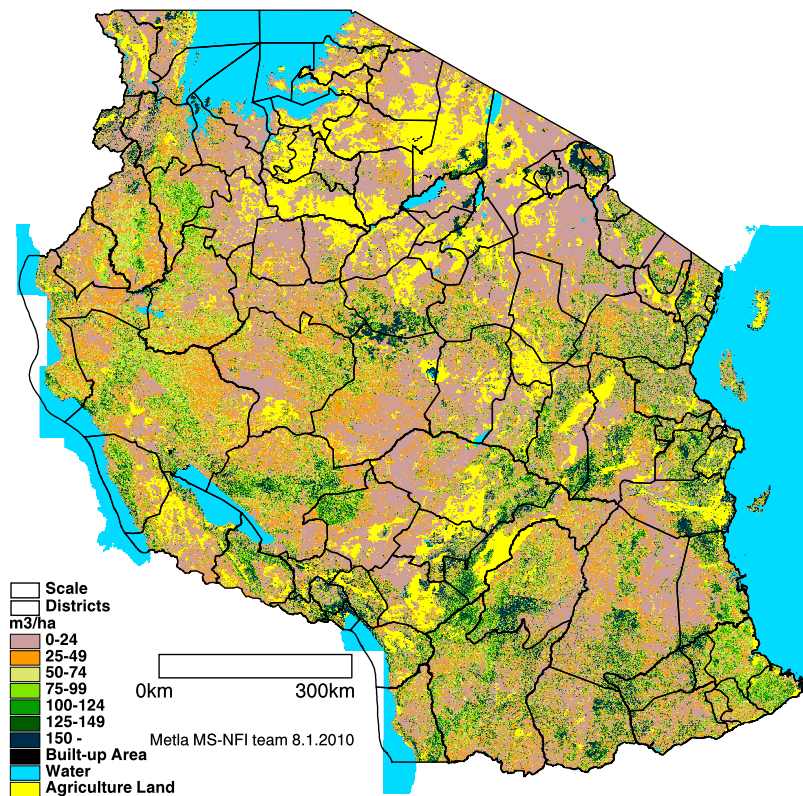 Scale
Districts
m3/ha
0-24
25-49
50-74
75-99
100-124
125-149
150 -
Built-up Area
Water
Agriculture Land
0km 300km
Metla MS-NFI team 8.1.2010